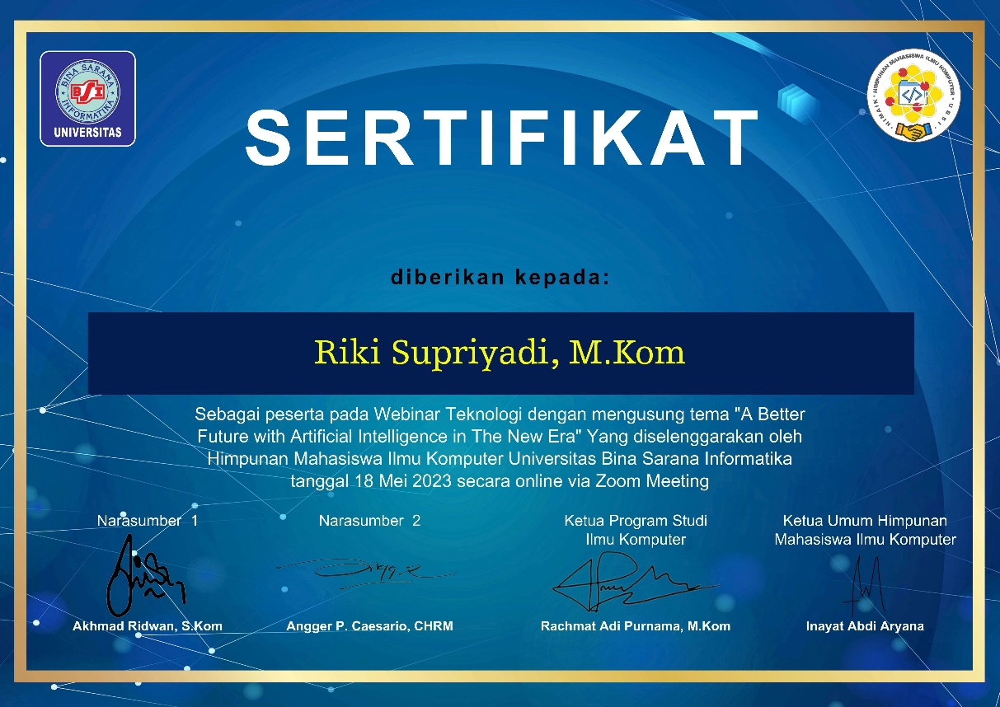 BINA SARANA
BSI
INFORMATIKA
UNIVERSITAS
HIMPUNAN MAHASISWA ILMU KOMPUTER
HIMAIK
UBSI
SERTIFIKAT
diberikan kepada:
Riki Supriyadi, M.Kom
Sebagai peserta pada Webinar Teknologi dengan mengusung tema "A Better
Future with Artificial Intelligence in The New Era" Yang diselenggarakan oleh
Himpunan Mahasiswa Ilmu Komputer Universitas Bina Sarana Informatika
tanggal 18 Mei 2023 secara online via Zoom Meeting
Narasumber 1
Narasumber 2
Ketua Program Studi
Ilmu Komputer
Ketua Umum Himpunan
Mahasiswa Ilmu Komputer
Akhmad Ridwan, S.Kom
Angger P. Caesario, CHRM
Rachmat Adi Purnama, M.Kom
Inayat Abdi Aryana